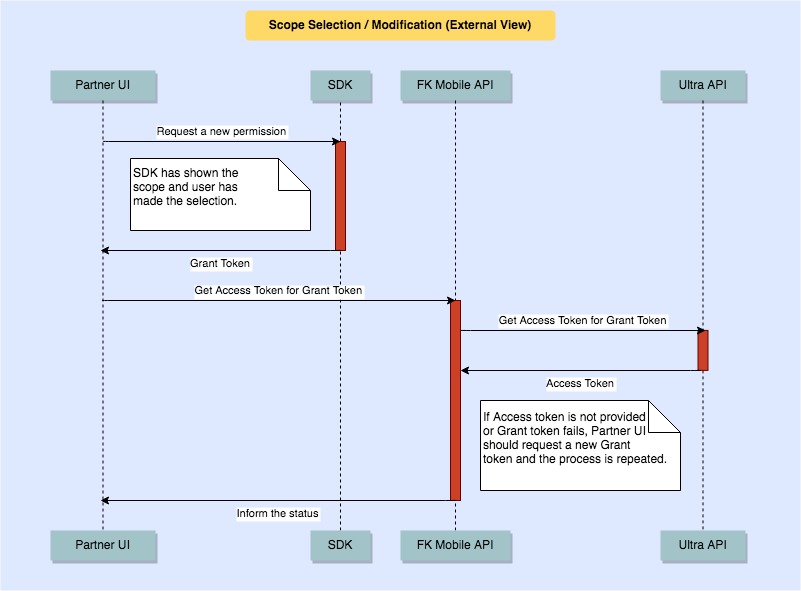 Scope Selection / Modification (External View)
Partner UI
SDK
FK Mobile API
Ultra API
Request a new permission
SDK has shown the
scope and user has
made the selection.
Grant Token
Get Access Token for Grant Token
Get Access Token for Grant Token
Access Token
If Access token is not provided
or Grant token fails, Partner UI
should request a new Grant
token and the process is repeated.
Inform the status
Partner UI
SDK
FK Mobile API
Ultra API